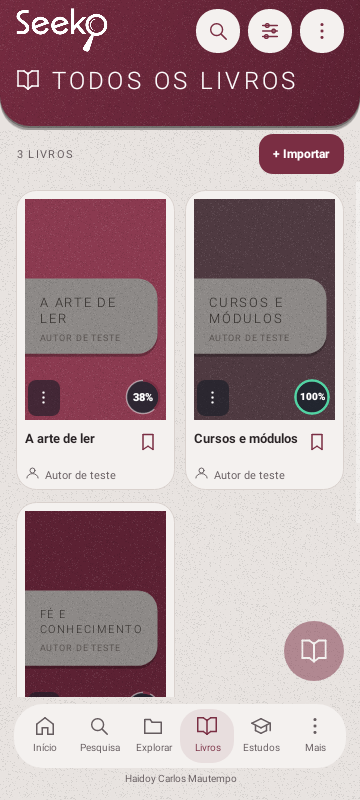 Seeko
TODOS OS LIVROS
3 LIVROS
+ Importar
A ARTE DE
LER
AUTOR DE TESTE
38%
A arte de ler
Autor de teste
CURSOS E
MÓDULOS
AUTOR DE TESTE
100%
Cursos e módulos
Autor de teste
FÉ E
CONHECIMENTO
AUTOR DE TESTE
Início
Pesquisa
Explorar
Livros
Estudos
Mais
Haidoy Carlos Mautempo